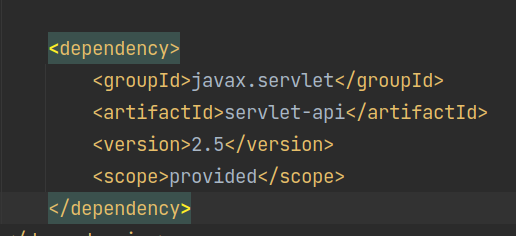 <dependency>
<groupId>javax.servlet</groupId>
<artifactId>servlet-api</artifactId>
<version>2.5</version>
<scope>provided</scope>
</dependency>